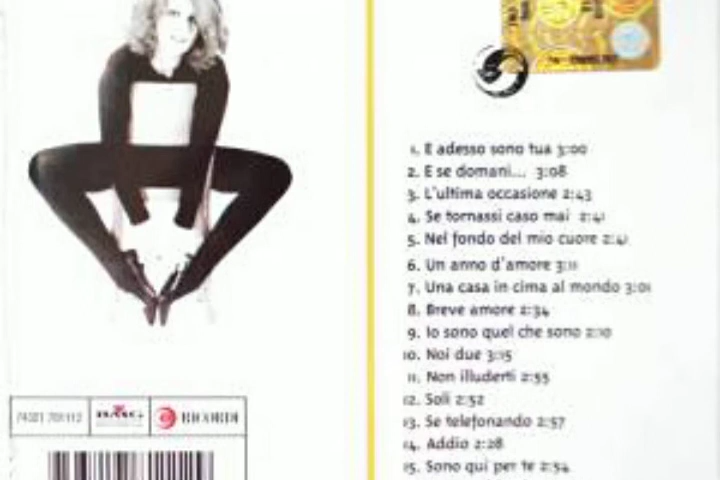 1. E adesso sono tua 3:00
2. E se domani... 3:08
3. L'ultima occasione 2:43
4. Se tornassi caso mai 2:41
5. Nel fondo del mio cuore 2:41
6. Un anno d'amore 3:11
7. Una casa in cima al mondo 3:01
8. Breve amore 2:34
9. Io sono quel che sono 2:10
10. Noi due 3:15
11. Non illuderti 2:55
12. Soli 2:52
13. Se telefonando 2:57
14. Addio 2:28
15. Sono qui per te 2:54
BMG
RICORDI